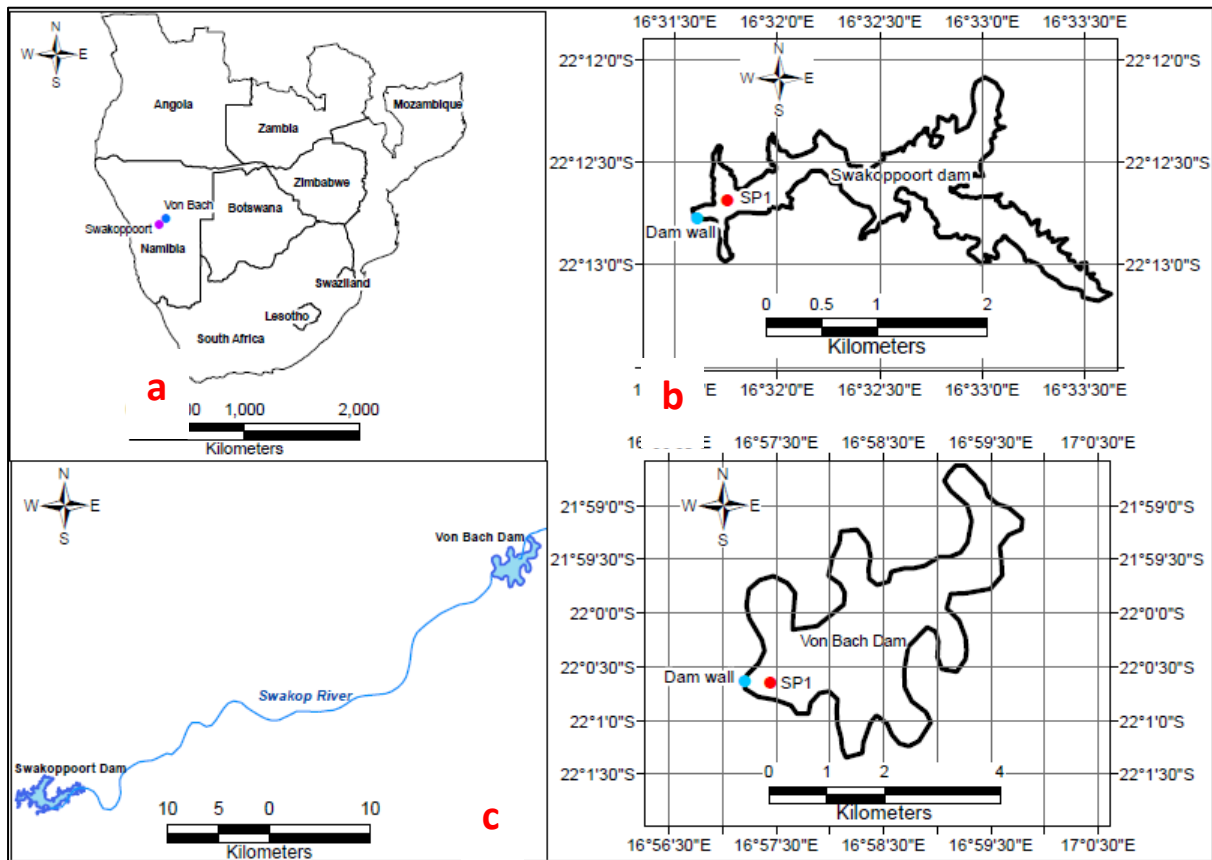 N
W E
S
Angola
Zambia
Mozambique
Zimbabwe
Botswana
Von Bach
Swakoppoort
Namibia
Swaziland
Lesotho
South Africa
a
1,000 2,000
Kilometers
16°31'30"E 16°32'0"E 16°32'30"E 16°33'0"E 16°33'30"E
22°12'0"S 22°12'0"S
N
W E
S
22°12'30"S 22°12'30"S
Swakoppoort dam
SP1
Dam wall
22°13'0"S 22°13'0"S
0 0.5 1 2
Kilometers
b
16°32'0"E 16°32'30"E 16°33'0"E 16°33'30"E
16°57'30"E 16°58'30"E 16°59'30"E 17°0'30"E
N
W E
S
21°59'0"S 21°59'0"S
21°59'30"S 21°59'30"S
22°0'0"S 22°0'0"S
Von Bach Dam
22°0'30"S 22°0'30"S
Dam wall
SP1
22°1'0"S 22°1'0"S
22°1'30"S 22°1'30"S
0 1 2 4
Kilometers
16°56'30"E 16°57'30"E 16°58'30"E 16°59'30"E 17°0'30"E
N
W E
S
Von Bach Dam
Swakop River
Swakoppoort Dam
10 5 0 10
Kilometers
c